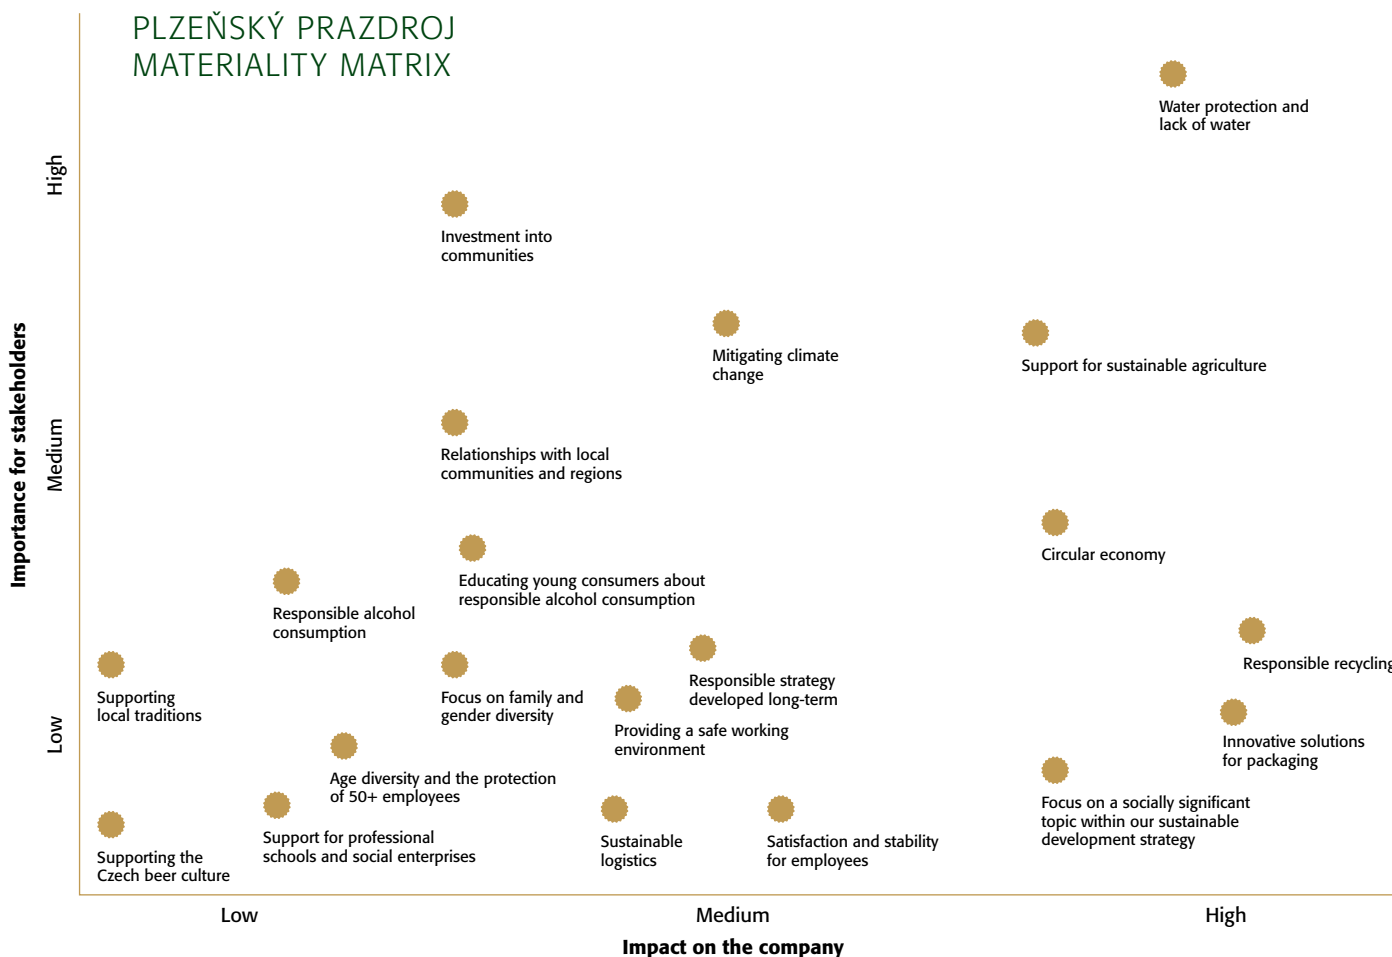 PLZEŇSKÝ PRAZDROJ
MATERIALITY MATRIX
Importance for stakeholders
High
Medium
Low
Water protection and
lack of water
Investment into
communities
Mitigating climate
change
Support for sustainable agriculture
Relationships with local
communities and regions
Circular economy
Educating young consumers about
responsible alcohol consumption
Responsible alcohol
consumption
Responsible recycling
Responsible strategy
developed long-term
Supporting
local traditions
Focus on family and
gender diversity
Providing a safe working
environment
Innovative solutions
for packaging
Age diversity and the protection
of 50+ employees
Focus on a socially significant
topic within our sustainable
development strategy
Support for professional
schools and social enterprises
Sustainable
logistics
Satisfaction and stability
for employees
Supporting the
Czech beer culture
Low
Medium
High
Impact on the company